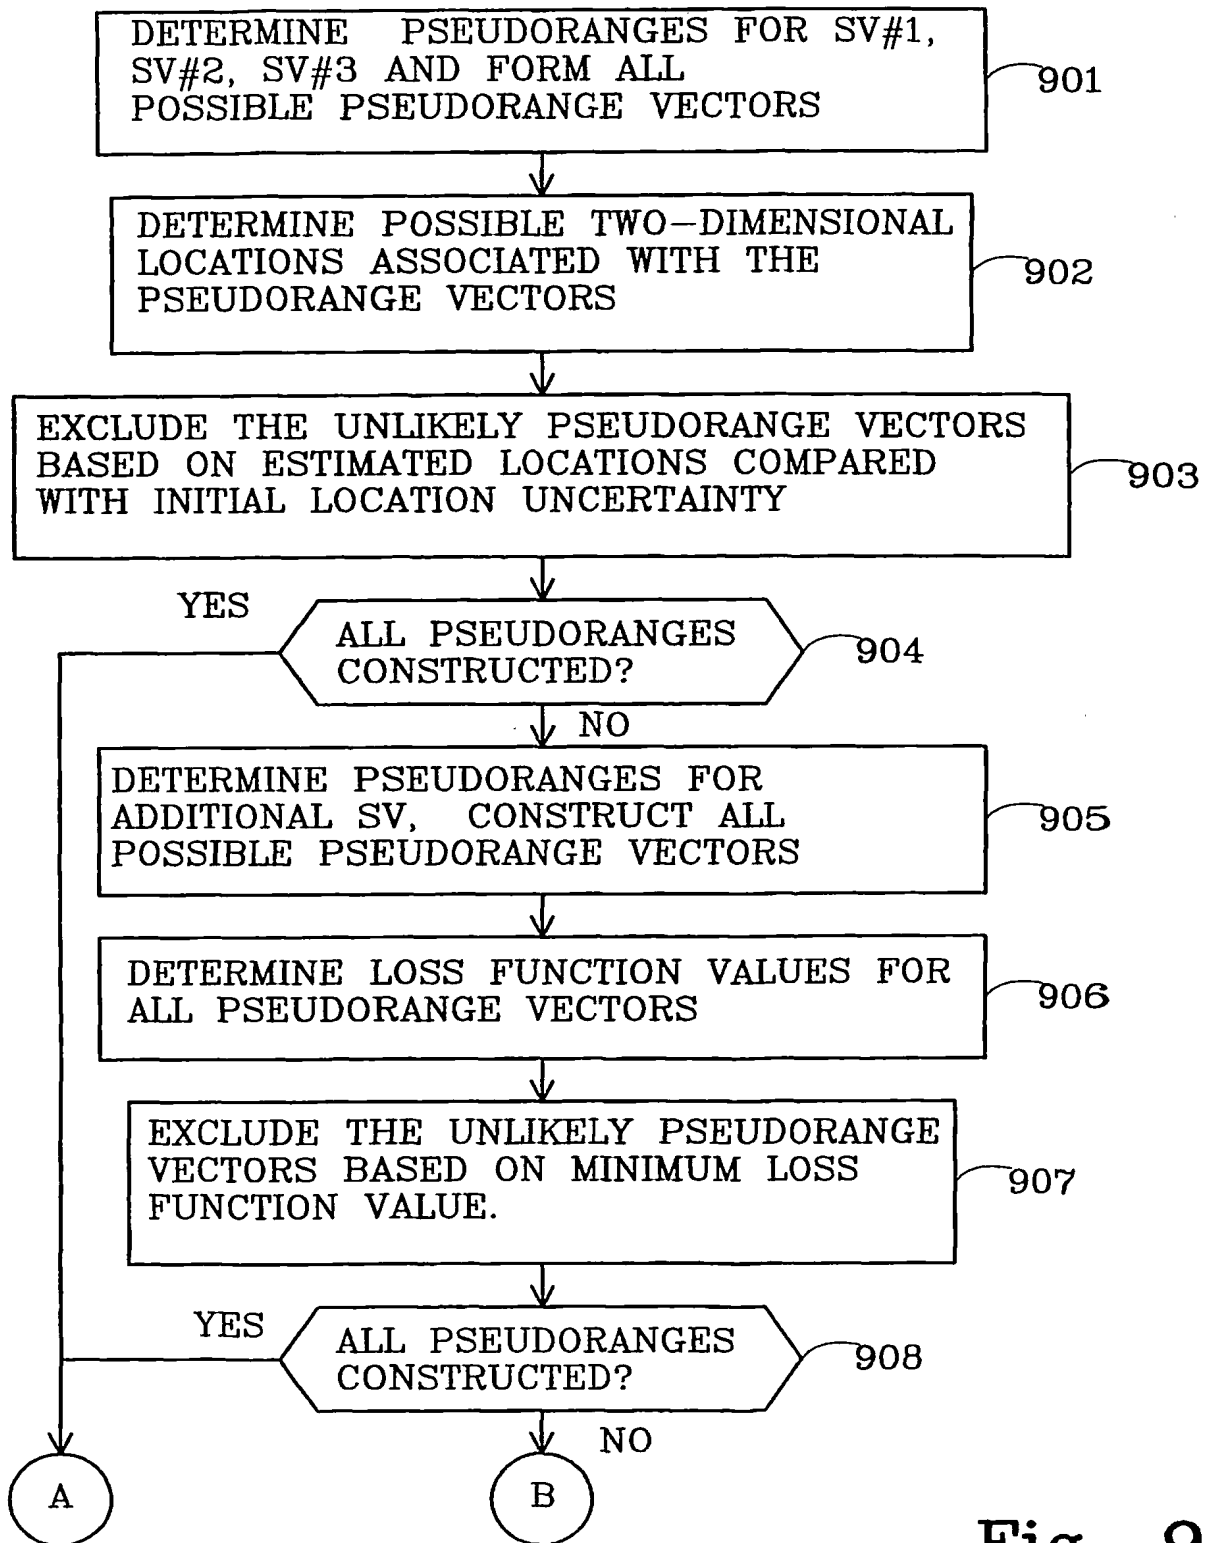 DETERMINE PSEUDORANGES FOR SV#1,
SV#2, SV#3 AND FORM ALL
POSSIBLE PSEUDORANGE VECTORS
901
DETERMINE POSSIBLE TWO-DIMENSIONAL
LOCATIONS ASSOCIATED WITH THE
PSEUDORANGE VECTORS
902
EXCLUDE THE UNLIKELY PSEUDORANGE VECTORS
BASED ON ESTIMATED LOCATIONS COMPARED
WITH INITIAL LOCATION UNCERTAINTY
903
YES
ALL PSEUDORANGES
CONSTRUCTED?
904
NO
DETERMINE PSEUDORANGES FOR
ADDITIONAL SV, CONSTRUCT ALL
POSSIBLE PSEUDORANGE VECTORS
905
DETERMINE LOSS FUNCTION VALUES FOR
ALL PSEUDORANGE VECTORS
906
EXCLUDE THE UNLIKELY PSEUDORANGE
VECTORS BASED ON MINIMUM LOSS
FUNCTION VALUE.
907
YES
ALL PSEUDORANGES
CONSTRUCTED?
908
NO
A
B
Fig. 9